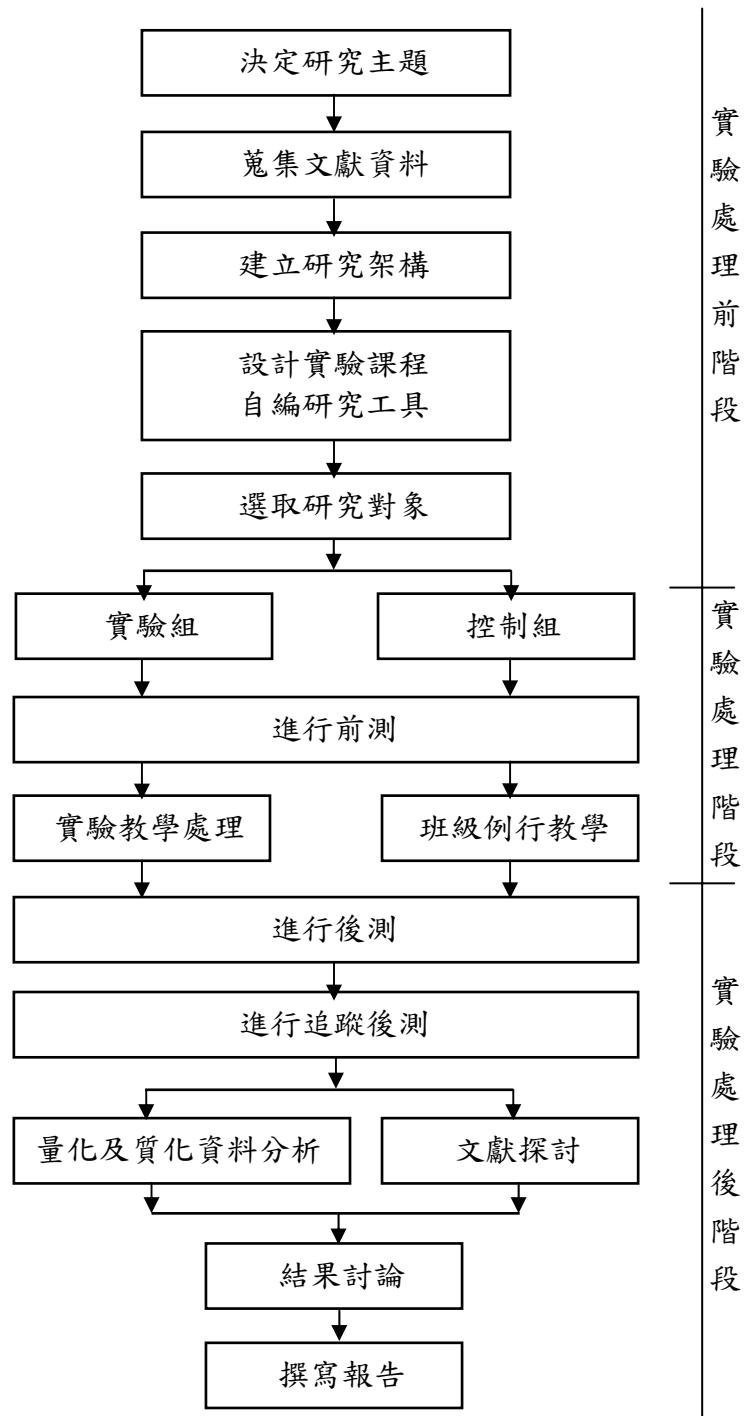 決定研究主題
蒐集文獻資料
建立研究架構
設計實驗課程
自編研究工具
選取研究對象
實驗處理前階段
實驗組
控制組
進行前測
實驗教學處理
班級例行教學
實驗處理階段
進行後測
進行追蹤後測
量化及質化資料分析
文獻探討
結果討論
撰寫報告
實驗處理後階段